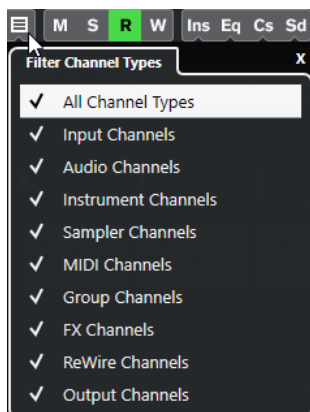 M S R W Ins Eq Cs Sd
Filter Channel Types X
All Channel Types
Input Channels
Audio Channels
Instrument Channels
Sampler Channels
MIDI Channels
Group Channels
FX Channels
ReWire Channels
Output Channels